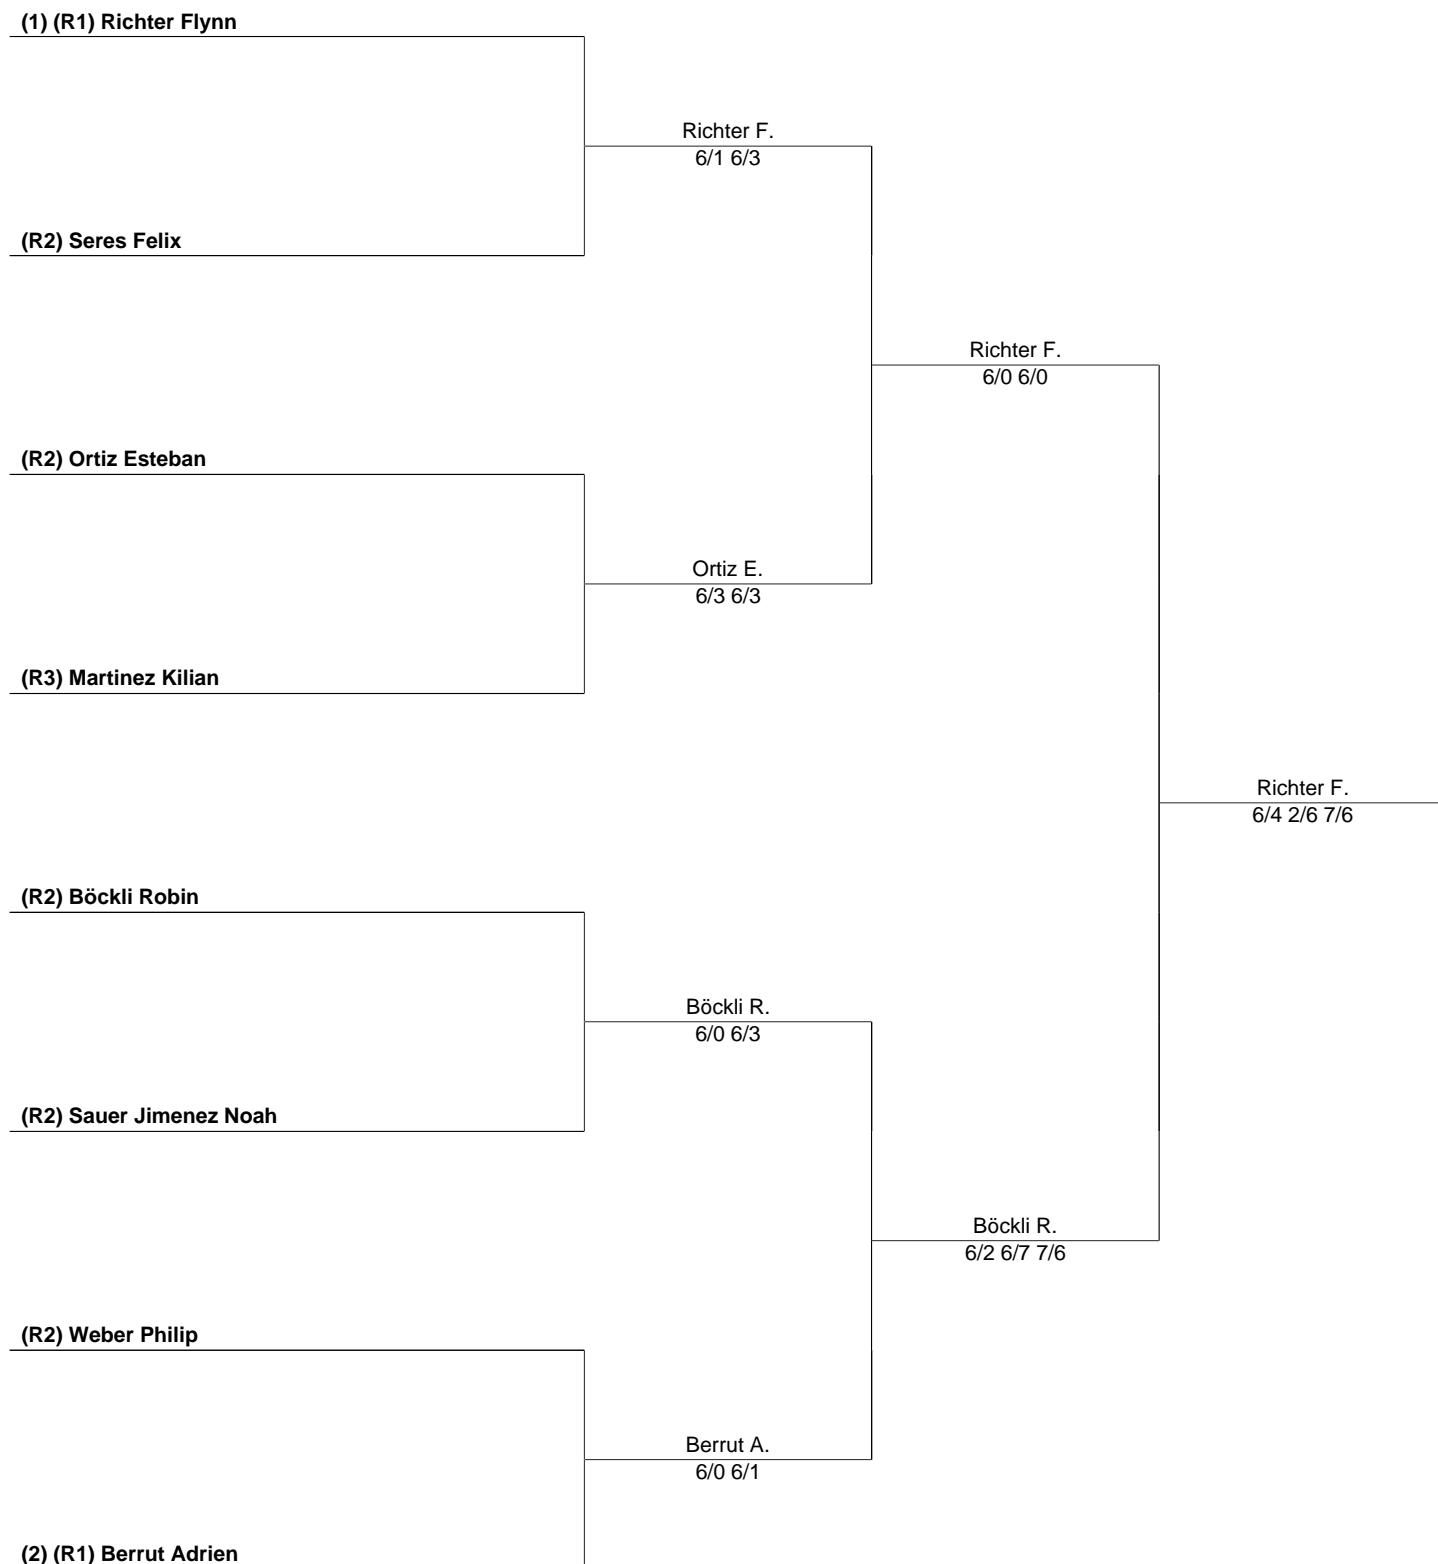 (1) (R1) Richter Flynn
Richter F.
6/1 6/3
(R2) Seres Felix
Richter F.
6/0 6/0
(R2) Ortiz Esteban
Ortiz E.
6/3 6/3
(R3) Martinez Kilian
Richter F.
6/4 2/6 7/6
(R2) Böckli Robin
Böckli R.
6/0 6/3
(R2) Sauer Jimenez Noah
Böckli R.
6/2 6/7 7/6
(R2) Weber Philip
Berrut A.
6/0 6/1
(2) (R1) Berrut Adrien